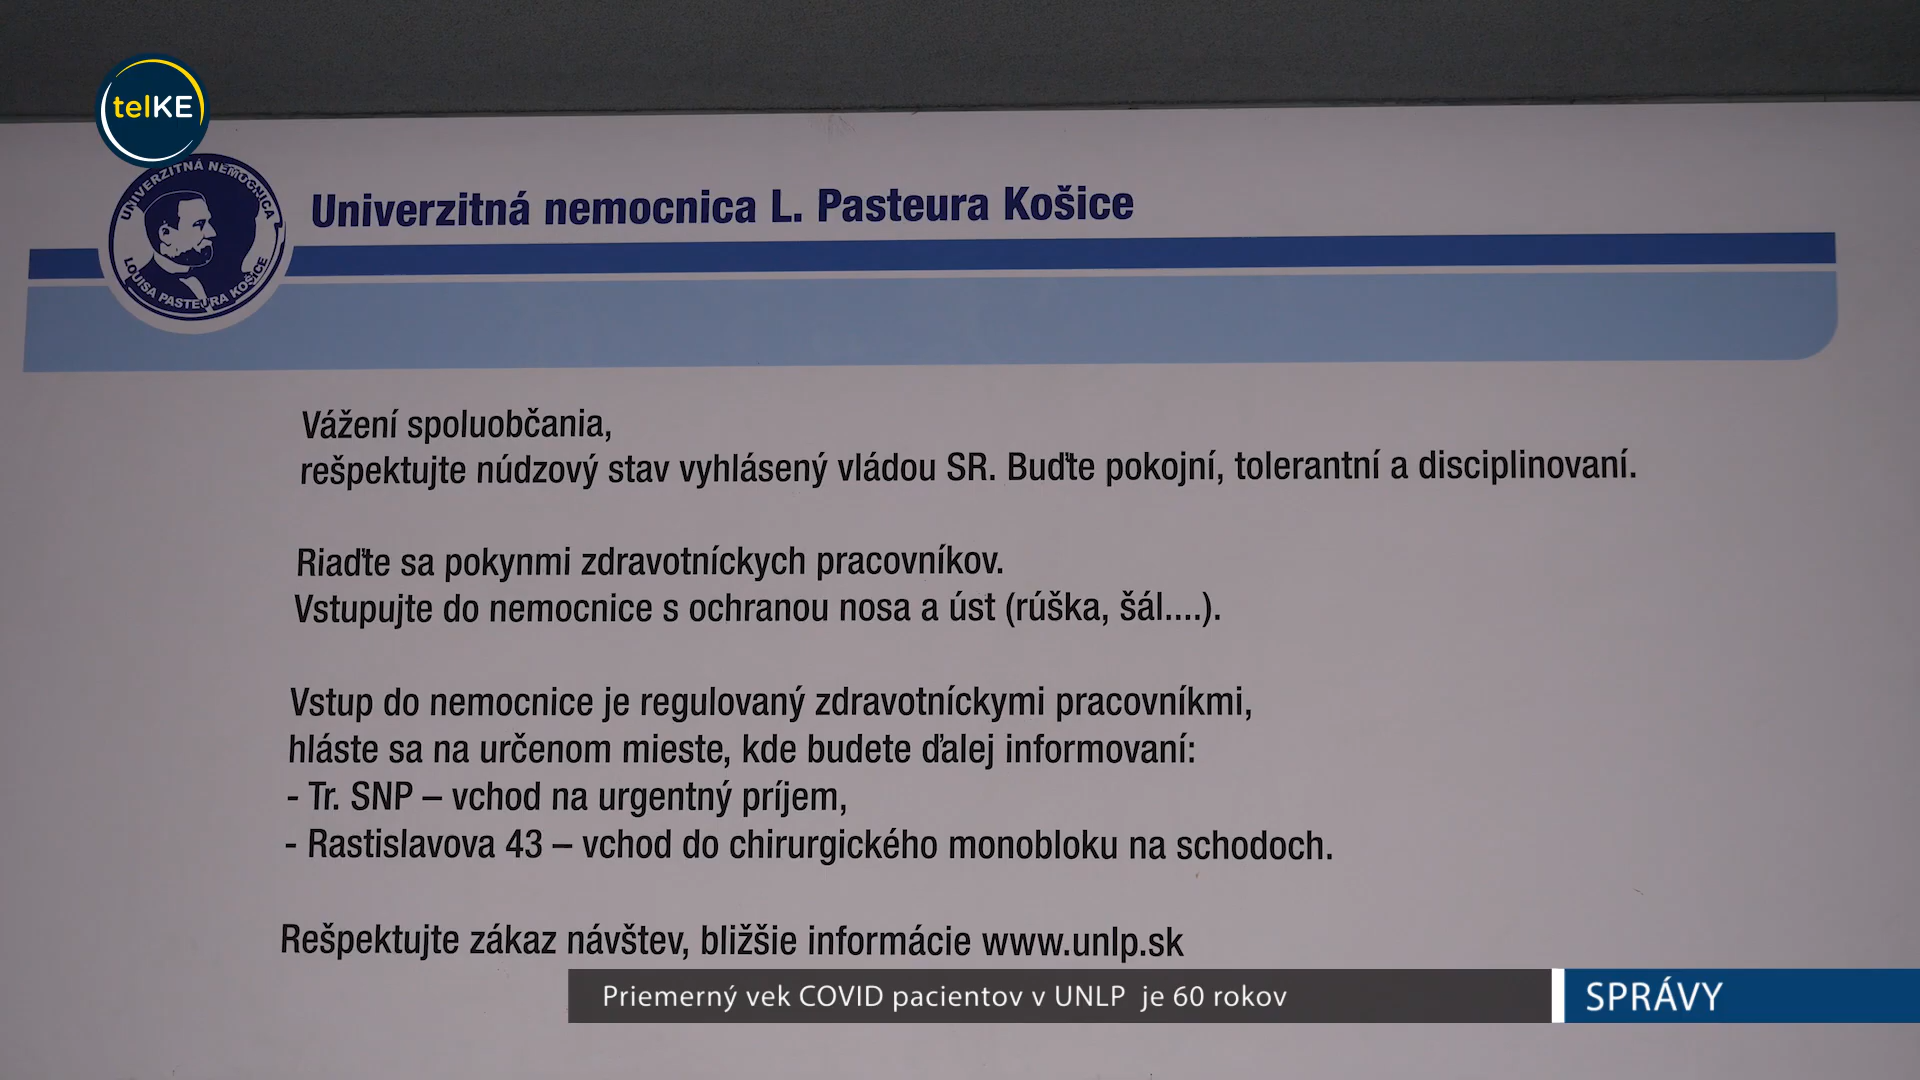 telKE
UNIVERZITNÁ NEMOCNICA
LOUISA PASTEURA KOŠICE
Univerzitná nemocnica L. Pasteura Košice
Vážení spoluobčania,
rešpektujte núdzový stav vyhlásený vládou SR. Buďte pokojní, tolerantní a disciplinovaní.
Riaďte sa pokynmi zdravotníckych pracovníkov.
Vstupujte do nemocnice s ochranou nosa a úst (rúška, šál....).
Vstup do nemocnice je regulovaný zdravotníckymi pracovníkmi,
hláste sa na určenom mieste, kde budete ďalej informovaní:
- Tr. SNP – vchod na urgentný príjem,
- Rastislavova 43 – vchod do chirurgického monobloku na schodoch.
Rešpektujte zákaz návštev, bližšie informácie www.unlp.sk
Priemerný vek COVID pacientov v UNLP je 60 rokov
SPRÁVY